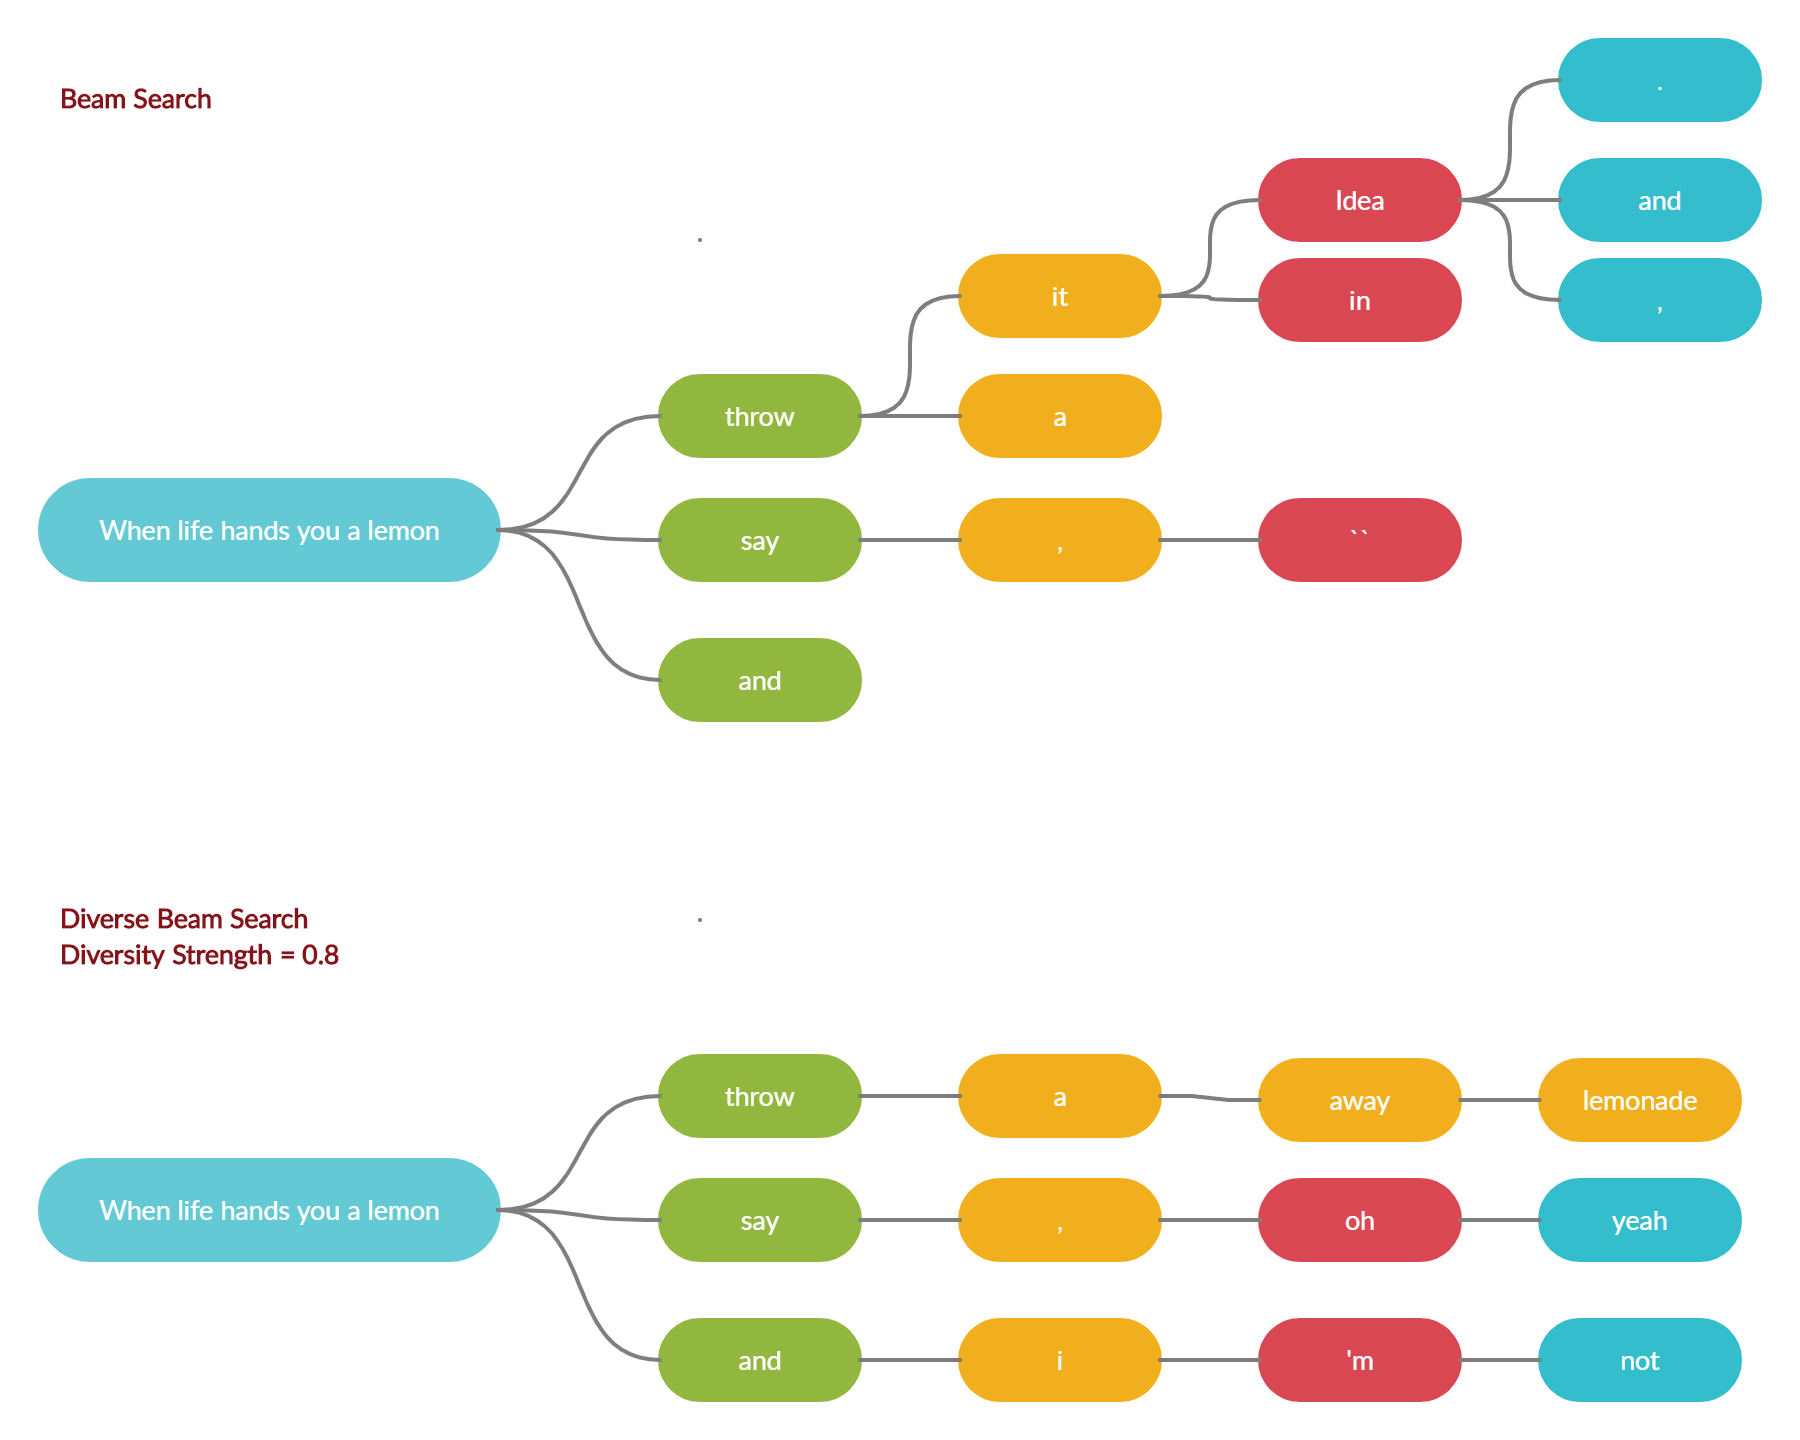 Beam Search
.
Idea
and
it
in
,
throw
a
When life hands you a lemon
say
,
``
and
Diverse Beam Search
Diversity Strength = 0.8
throw
a
away
lemonade
When life hands you a lemon
say
,
oh
yeah
and
i
'm
not